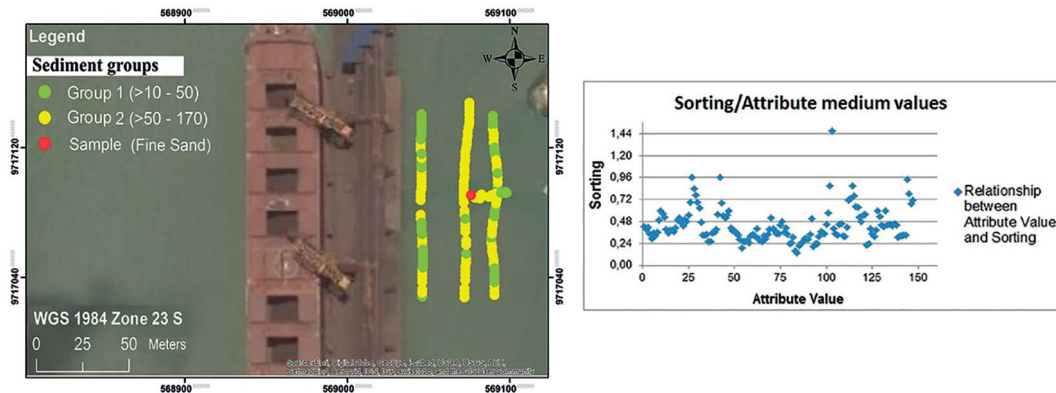 568900
569000
569100
Legend
Sediment groups
Group 1 (>10 - 50)
Group 2 (>50 - 170)
Sample (Fine Sand)
N
W E
S
9717120
9717120
9717040
9717040
WGS 1984 Zone 23 S
0 25 50 Meters
568900
569000
569100
Sorting/Attribute medium values
Sorting
1,44
1,20
0,96
0,72
0,48
0,24
0,00
0 25 50 75 100 125 150
Attribute Value
Relationship
between
Attribute Value
and Sorting